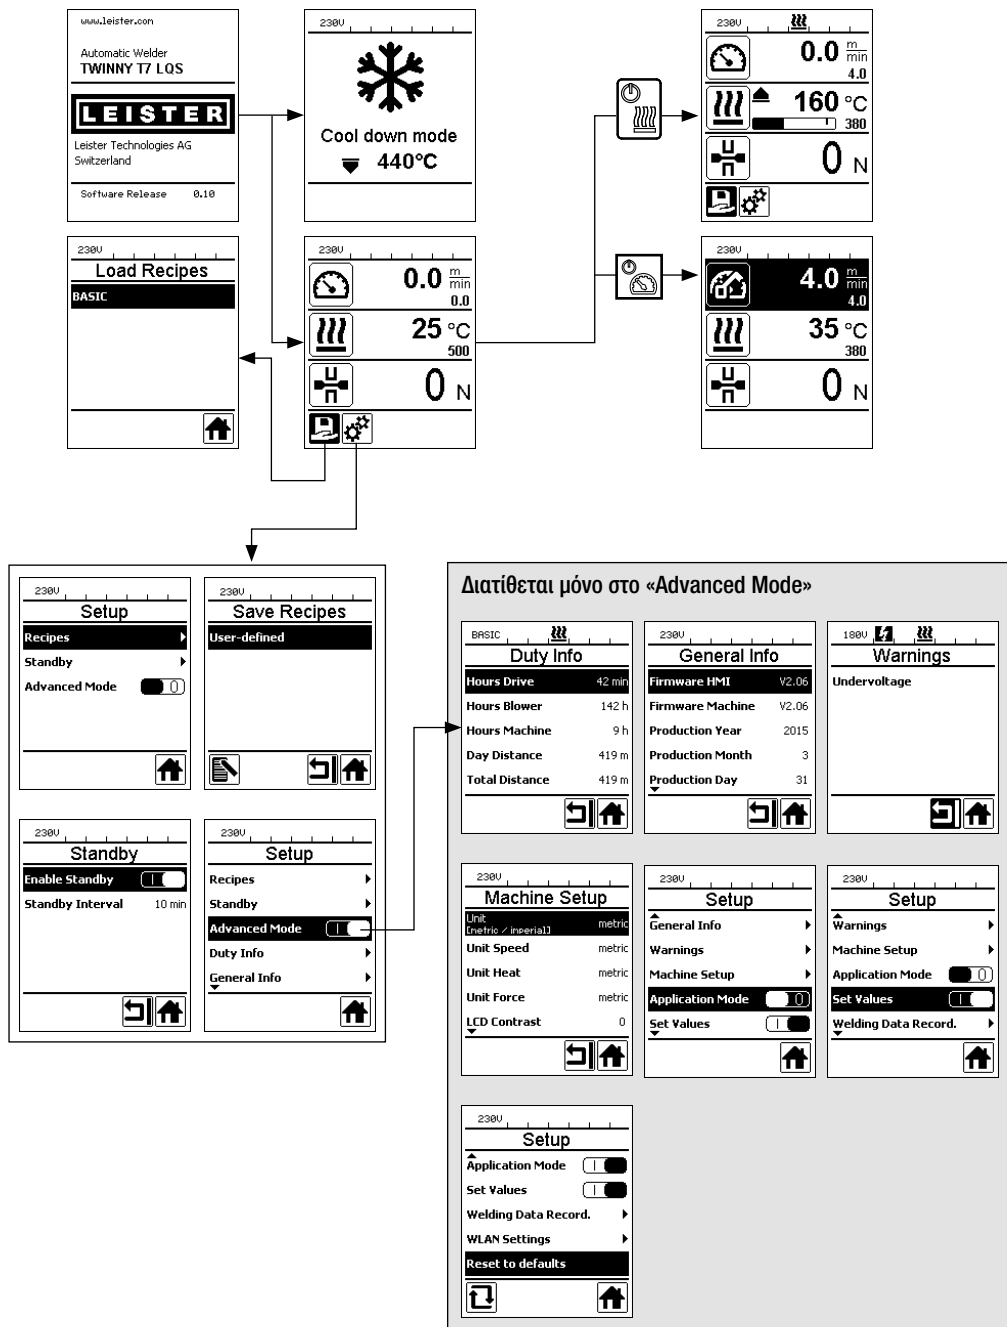 www.leister.com
Automatic Welder
TWINNY T7 LQS
LEISTER
Leister Technologies AG
Switzerland
Software Release 0.10
230V
Cool down mode
440°C
230V
0.0 m/min
4.0
160 °C
380
0 N
230V
Load Recipes
BASIC
230V
0.0 m/min
0.0
25 °C
500
0 N
230V
4.0 m/min
4.0
35 °C
380
0 N
230V
Setup
Recipes
Standby
Advanced Mode 0
230V
Save Recipes
User-defined
230V
Standby
Enable Standby
Standby Interval 10 min
230V
Setup
Recipes
Standby
Advanced Mode
Duty Info
General Info
Διατίθεται μόνο στο «Advanced Mode»
BASIC
Duty Info
Hours Drive 42 min
Hours Blower 142 h
Hours Machine 9 h
Day Distance 419 m
Total Distance 419 m
230V
General Info
Firmware HMI V2.06
Firmware Machine V2.06
Production Year 2015
Production Month 3
Production Day 31
180V
Warnings
Undervoltage
230V
Machine Setup
Unit metric
[metric / inperial]
Unit Speed metric
Unit Heat metric
Unit Force metric
LCD Contrast 0
230V
Setup
General Info
Warnings
Machine Setup
Application Mode 0
Set Values
230V
Setup
Warnings
Machine Setup
Application Mode 0
Set Values
Welding Data Record.
230V
Setup
Application Mode
Set Values
Welding Data Record.
WLAN Settings
Reset to defaults